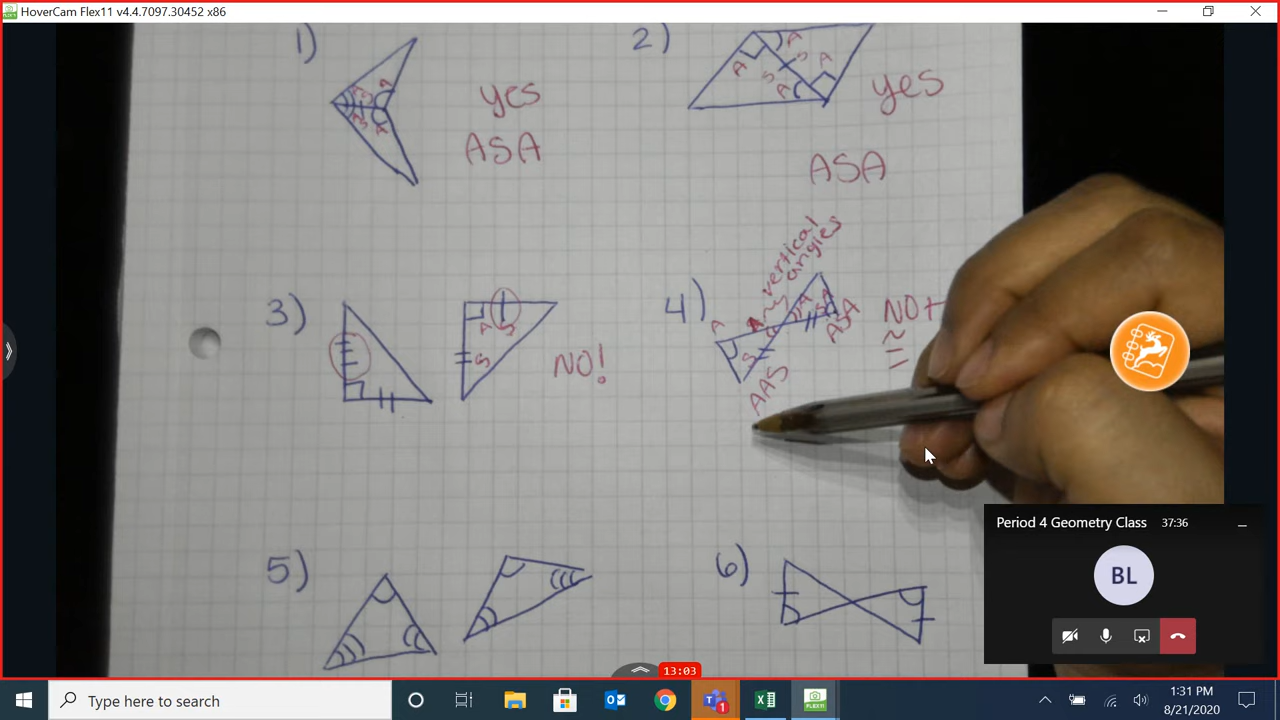 HoverCam Flex11 v4.4.7097.30452 x86
1)
yes
ASA
2)
A
A
S
S
A
A
yes
ASA
3)
A
S
S
NO!
4)
vertical
angles
A
A
S
A
S
A
AAS
ASA
NOT
≅
5)
6)
Period 4 Geometry Class 37:36
BL
13:03
Type here to search
1
FLEX11
1:31 PM
8/21/2020